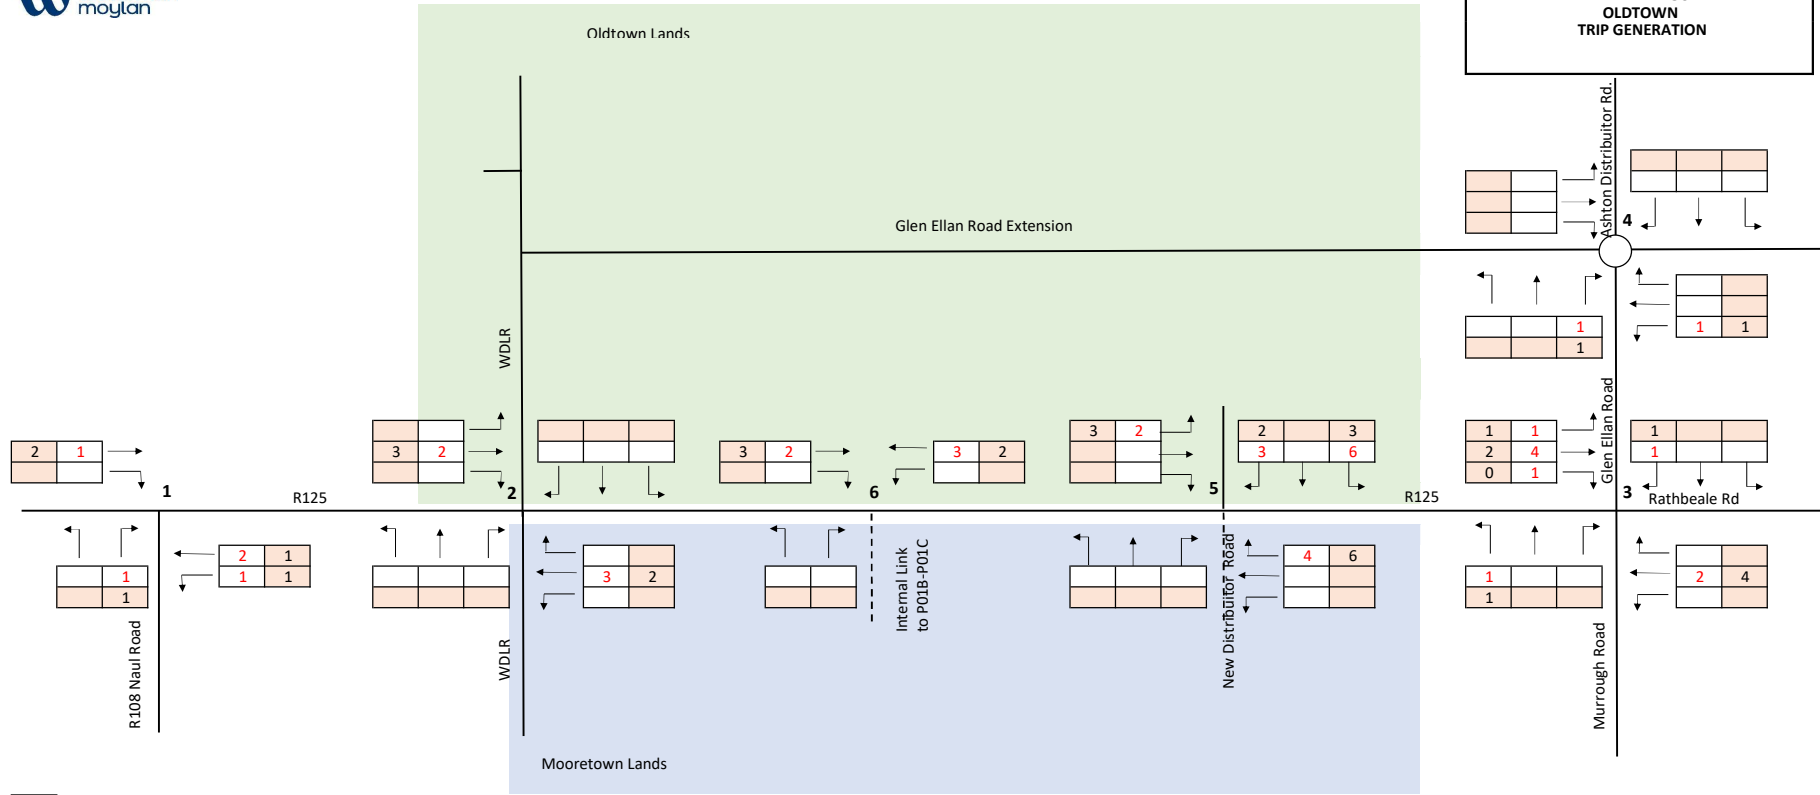 moylan
OLDTOWN
TRIP GENERATION
Oldtown Lands
Ashton Distribuitor Rd.
4
Glen Ellan Road Extension
1
1
1 1
WDLR
Glen Ellan Road
2 1
3 2
3 2
3 2
3 2
2 3
3 6
1 1
2 4
0 1
1
1
1
R125
2
6
5
R125
3
Rathbeale Rd
1
1
2 1
1 1
3 2
Internal Link
to P01B-P01C
New Distribuitor Road
4 6
1
1
2 4
R108 Naul Road
WDLR
Murrough Road
Mooretown Lands